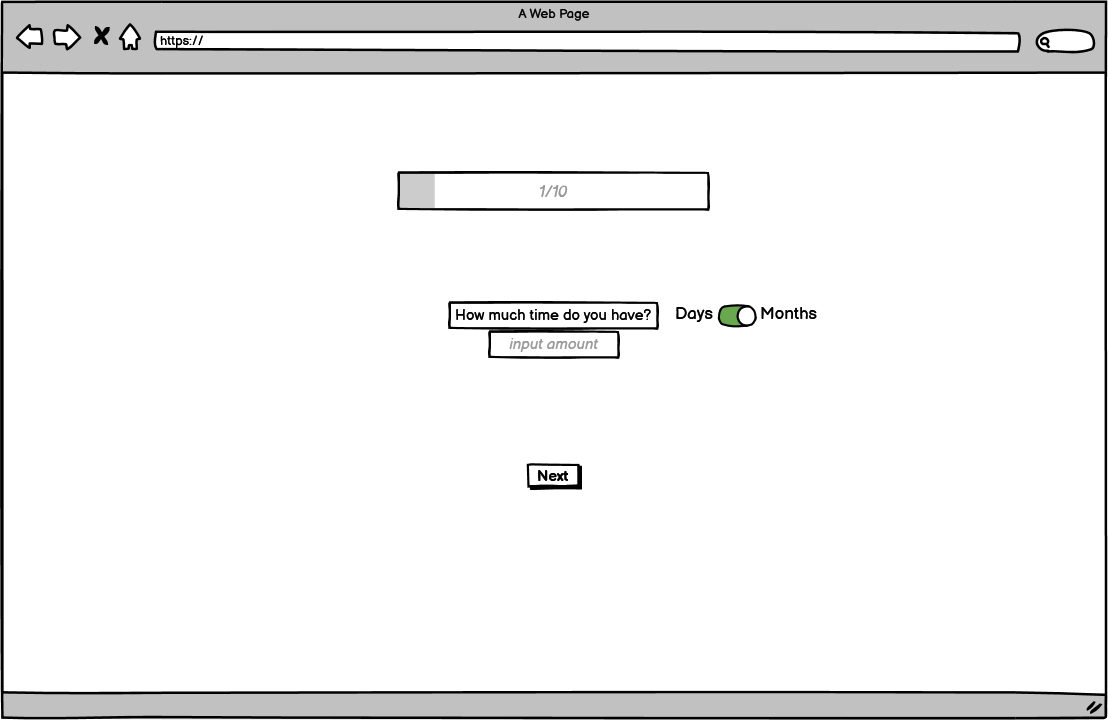 A Web Page
https://
1/10
How much time do you have?
Days
Months
input amount
Next